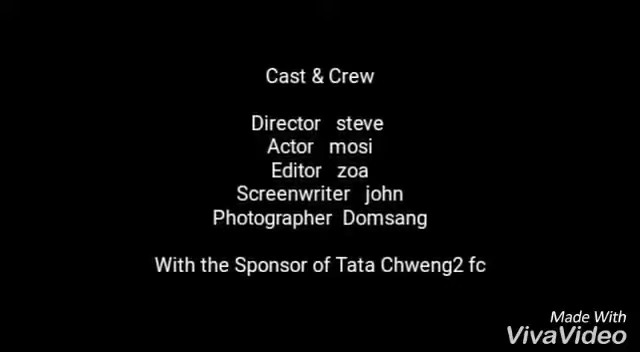 Cast & Crew
Director steve
Actor mosi
Editor zoa
Screenwriter john
Photographer Domsang
With the Sponsor of Tata Chweng2 fc
Made With
VivaVideo